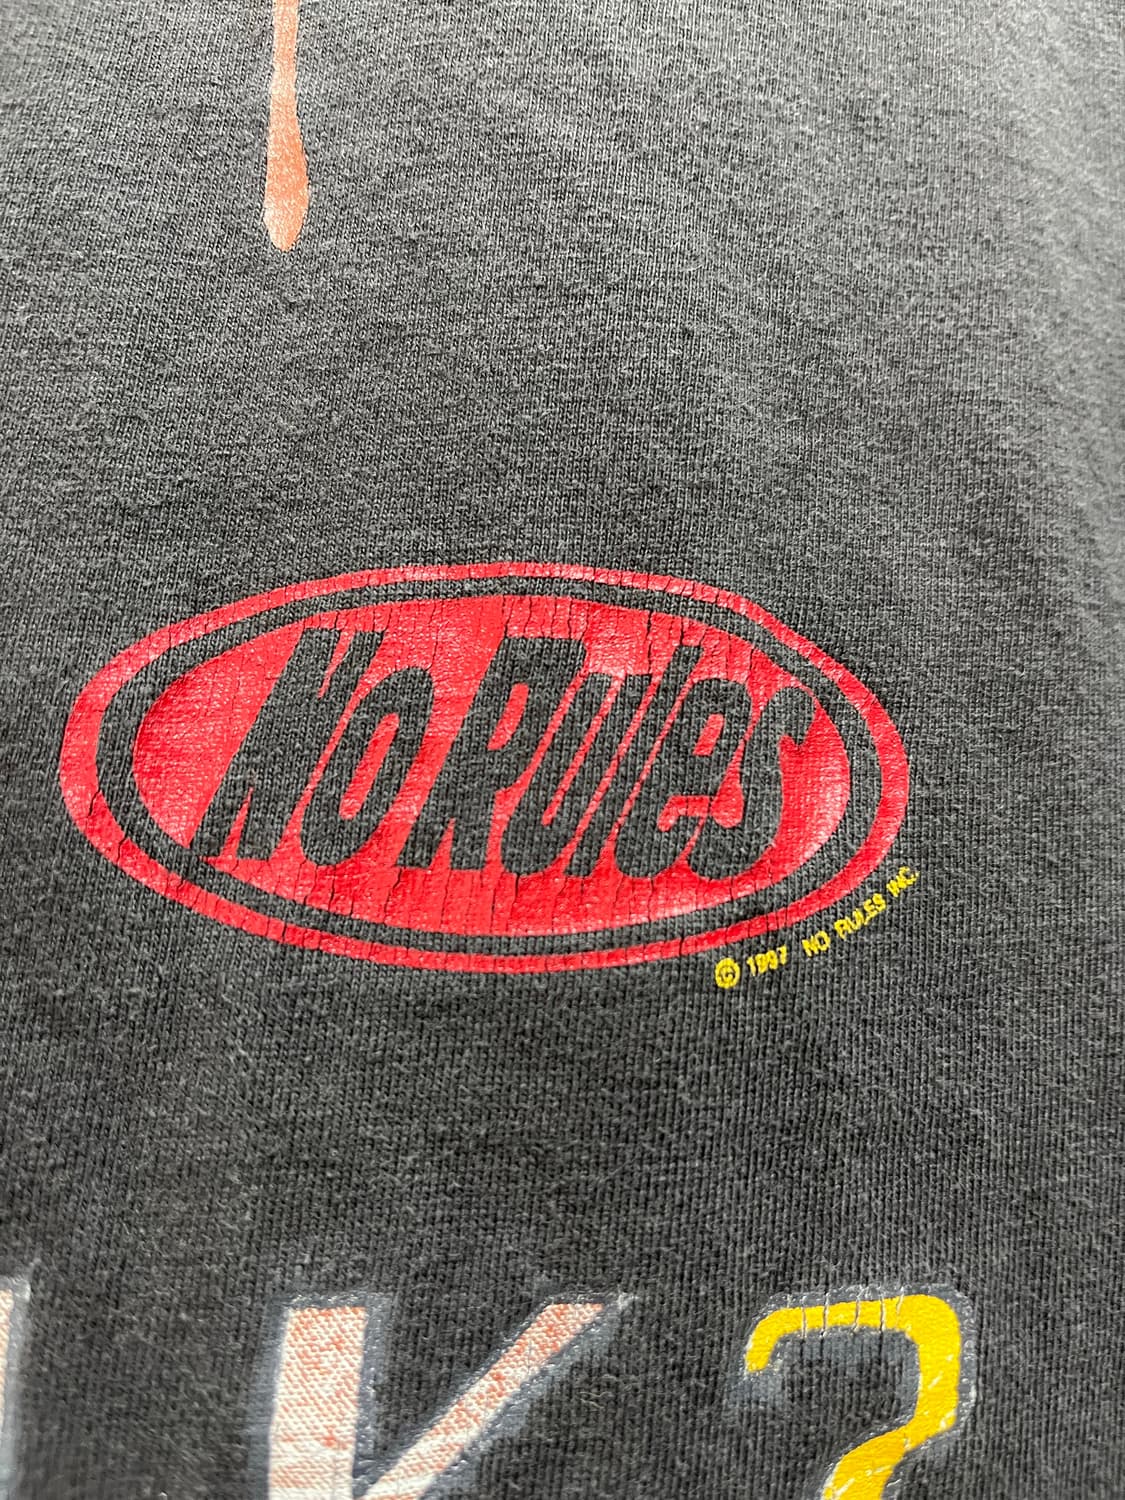 No Rules
© 1997 NO RULES INC.
K?